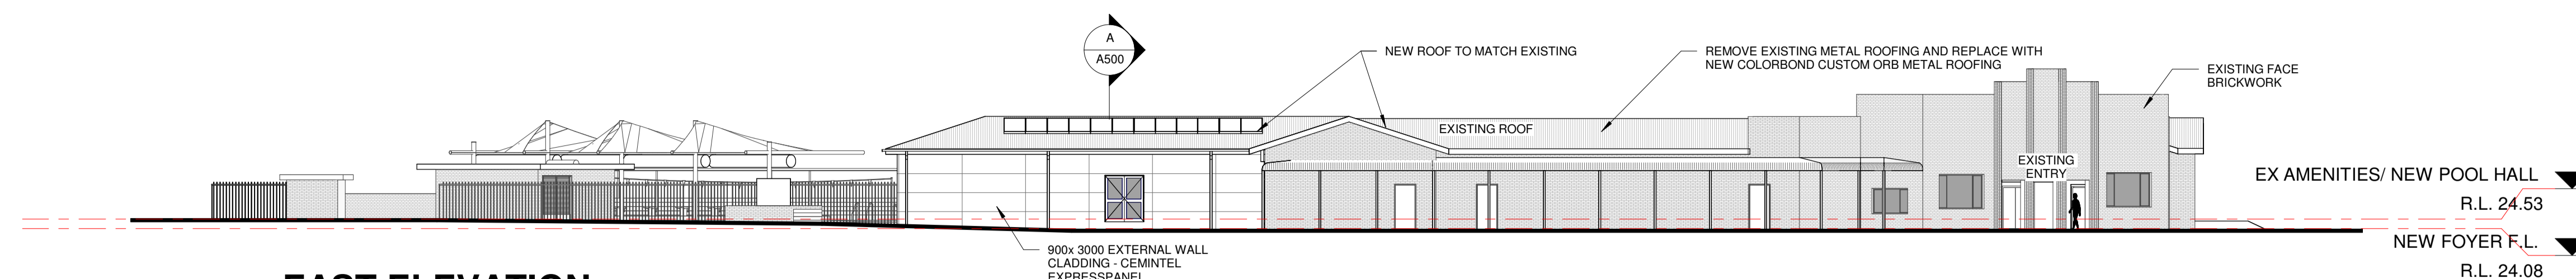 A
A500
NEW ROOF TO MATCH EXISTING
REMOVE EXISTING METAL ROOFING AND REPLACE WITH
NEW COLORBOND CUSTOM ORB METAL ROOFING
EXISTING FACE
BRICKWORK
EXISTING ROOF
EXISTING
ENTRY
EX AMENITIES/ NEW POOL HALL
R.L. 24.53
NEW FOYER F.L.
R.L. 24.08
900x 3000 EXTERNAL WALL
CLADDING - CEMINTEL
EXPRESSPANEL
EAST ELEVATION